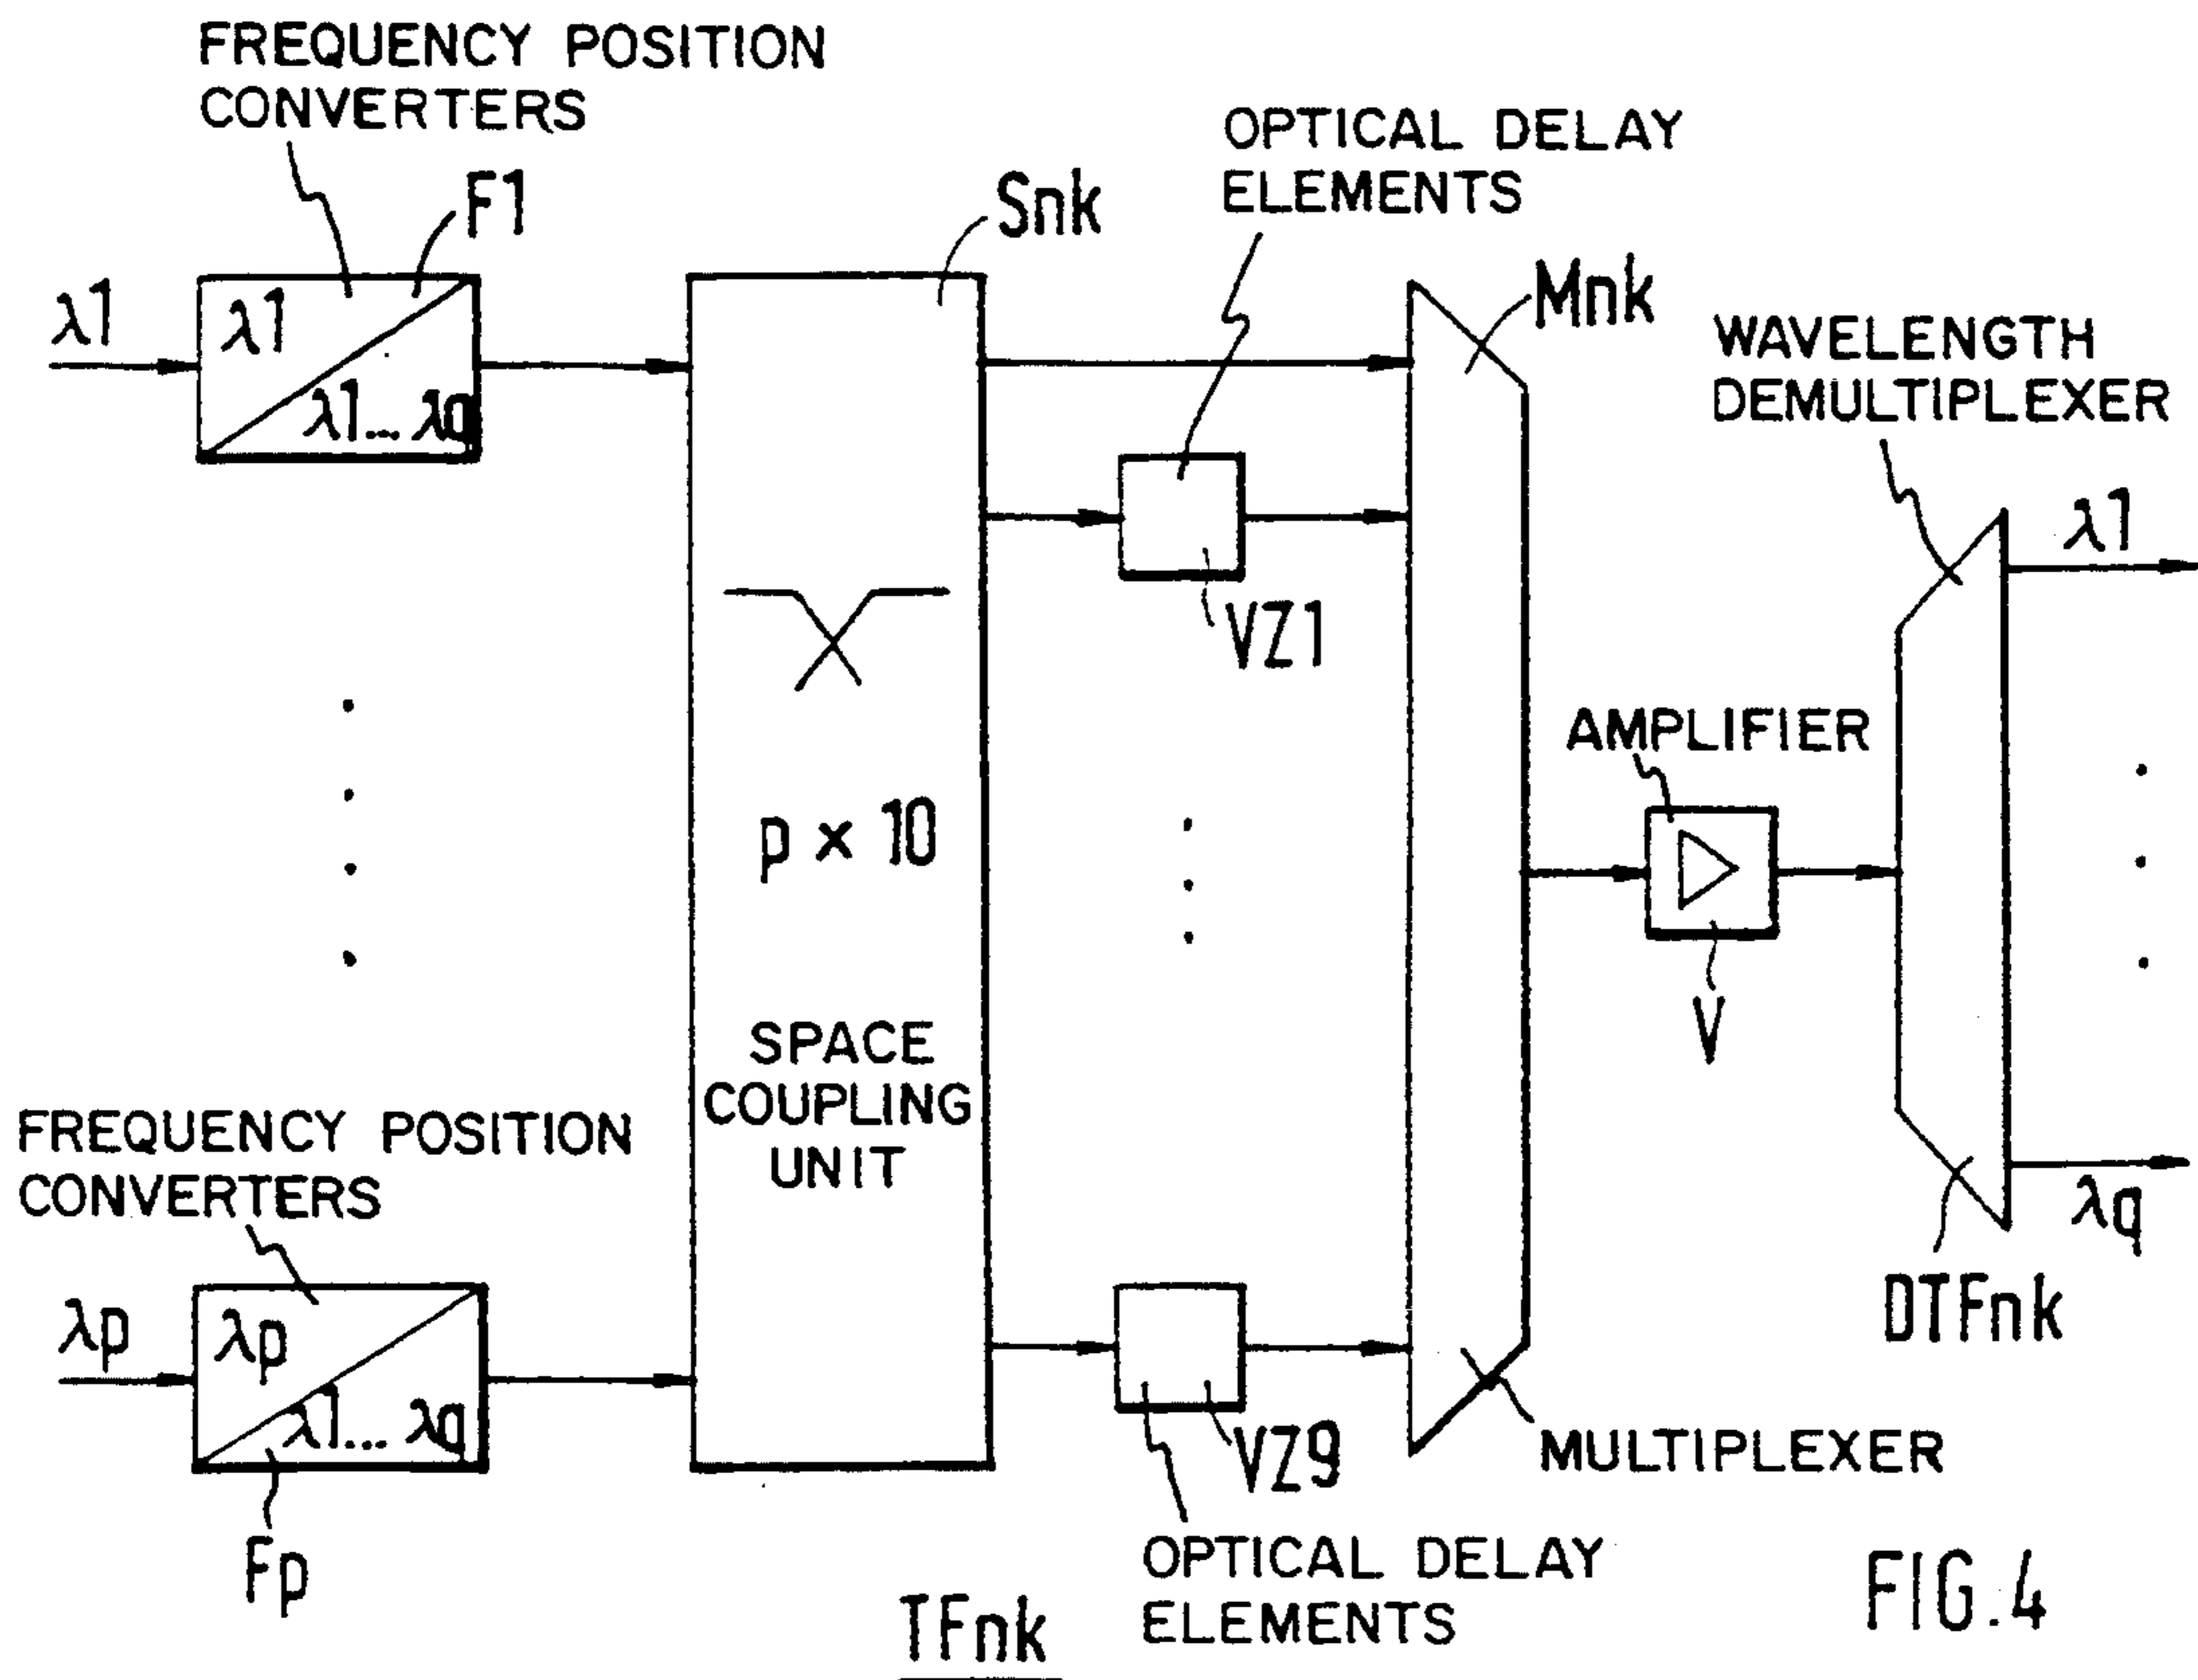 FREQUENCY POSITION
CONVERTERS
F1
λ1
λ1
λ1... λq
OPTICAL DELAY
ELEMENTS
Snk
Mnk
WAVELENGTH
DEMULTIPLEXER
λ1
VZ1
AMPLIFIER
p × 10
V
SPACE
COUPLING
UNIT
FREQUENCY POSITION
CONVERTERS
λp
λp
λ1... λq
Fp
λq
DTFnk
VZ9
MULTIPLEXER
OPTICAL DELAY
ELEMENTS
TFnk
FIG.4